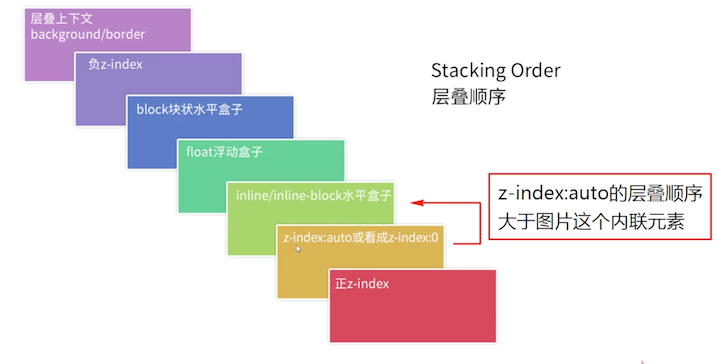 层叠上下文
background/border
负z-index
block块状水平盒子
float浮动盒子
inline/inline-block水平盒子
z-index:auto或看成z-index:0
正z-index
Stacking Order
层叠顺序
z-index:auto的层叠顺序
大于图片这个内联元素